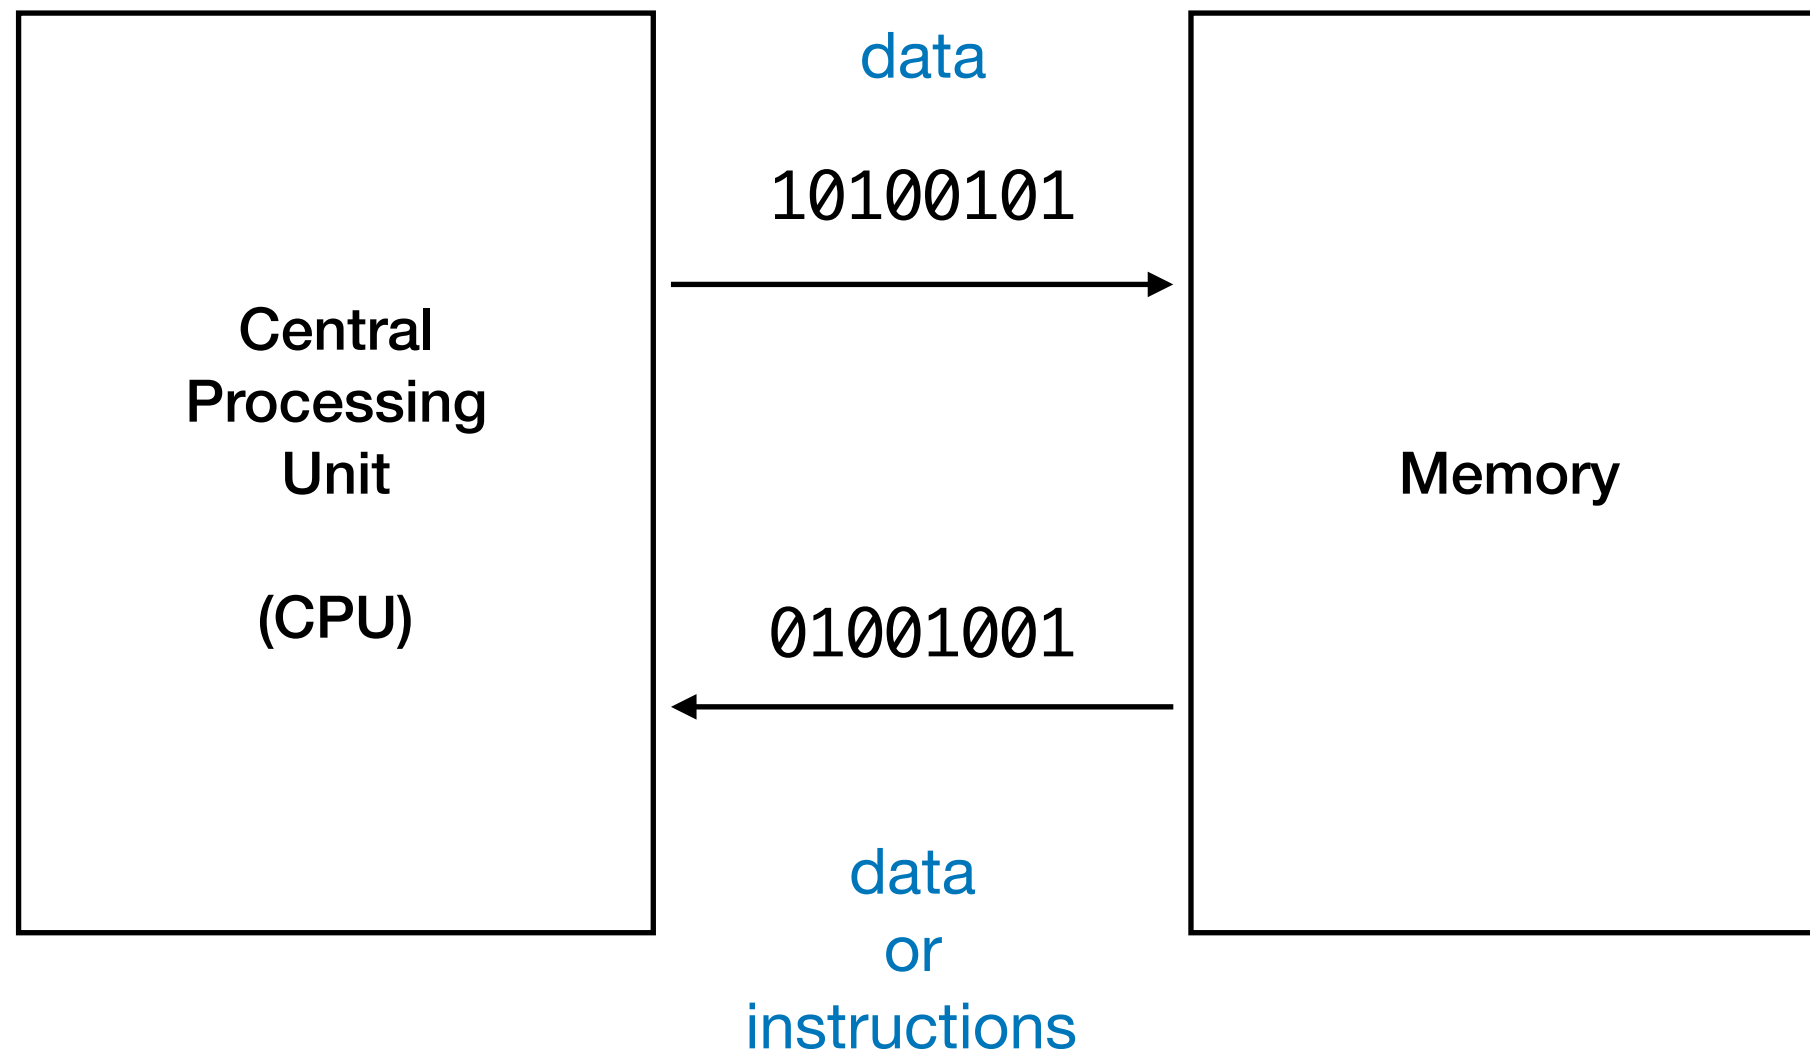 Central
Processing
Unit
(CPU)
data
10100101
01001001
data
or
instructions
Memory